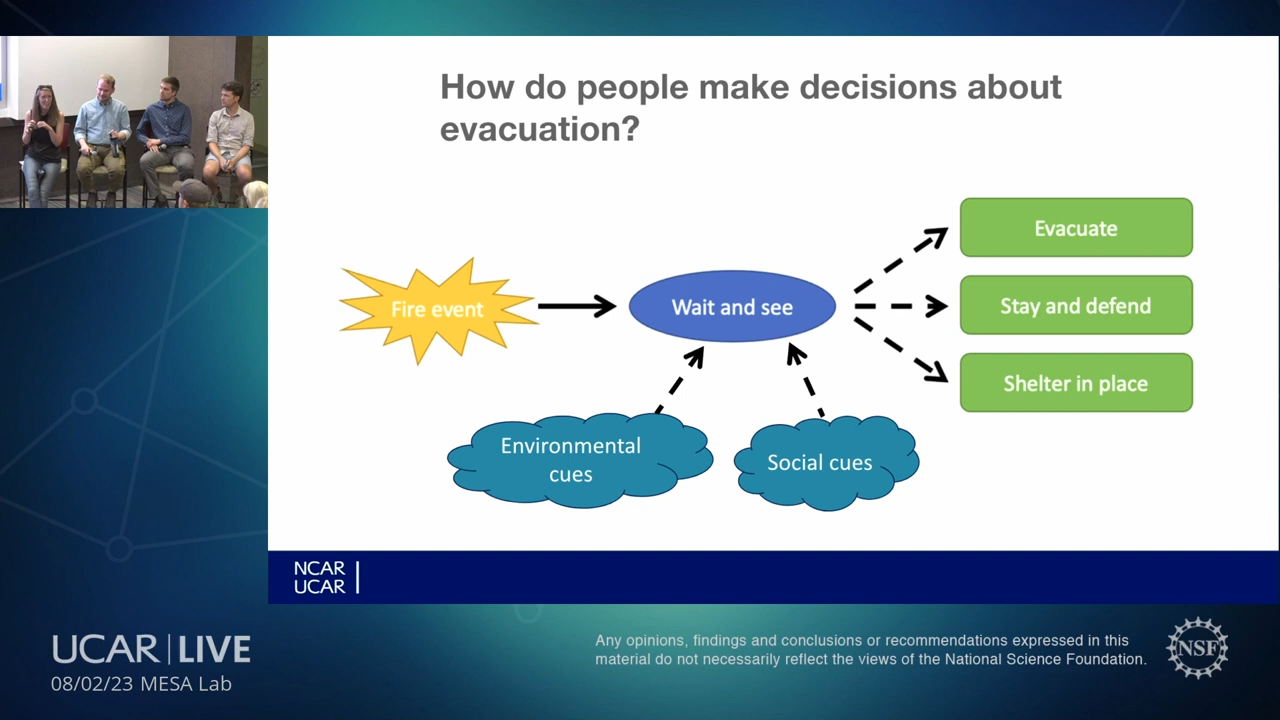 How do people make decisions about
evacuation?
Fire event
Wait and see
Evacuate
Stay and defend
Shelter in place
Environmental
cues
Social cues
NCAR
UCAR
UCAR | LIVE
08/02/23 MESA Lab
Any opinions, findings and conclusions or recommendations expressed in this
material do not necessarily reflect the views of the National Science Foundation.
NSF